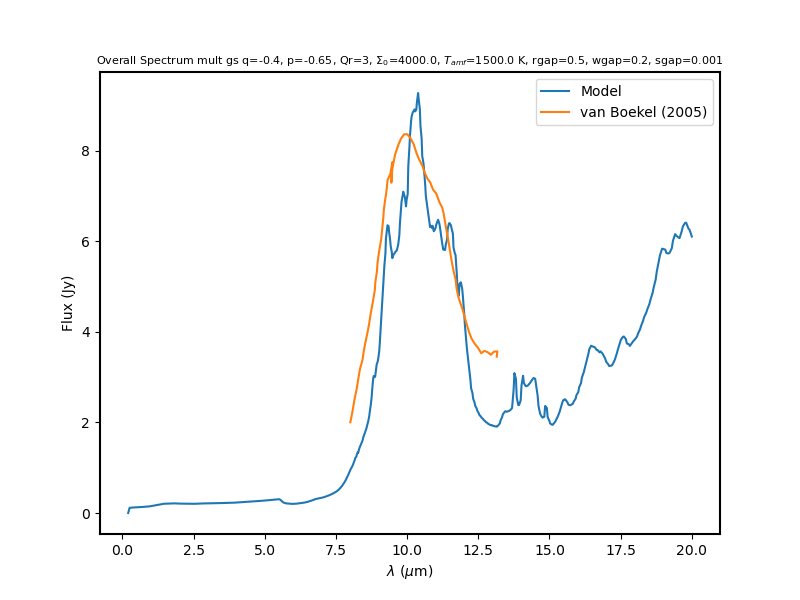 Overall Spectrum mult gs q=-0.4, p=-0.65, Qr=3, Σ₀=4000.0, T_amf=1500.0 K, rgap=0.5, wgap=0.2, sgap=0.001
Model
van Boekel (2005)
8
6
4
2
0
Flux (Jy)
0.0 2.5 5.0 7.5 10.0 12.5 15.0 17.5 20.0
λ (μm)